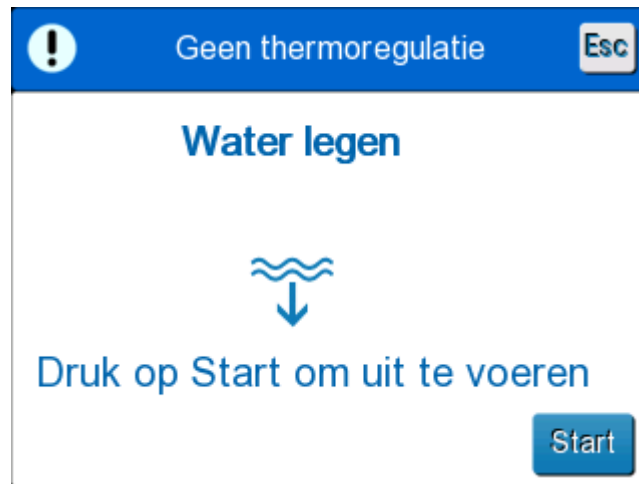 Geen thermoregulatie
Esc
Water legen
Druk op Start om uit te voeren
Start